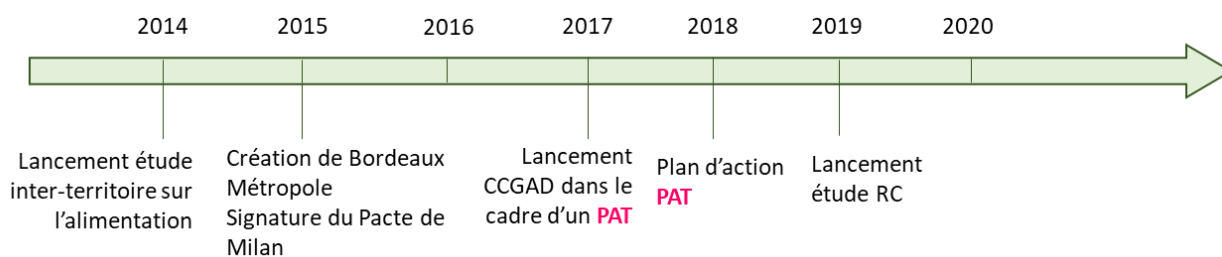 2014 2015 2016 2017 2018 2019 2020
Lancement étude
inter-territoire sur
l’alimentation
Création de Bordeaux
Métropole
Signature du Pacte de
Milan
Lancement
CCGAD dans le
cadre d’un PAT
Plan d’action
PAT
Lancement
étude RC